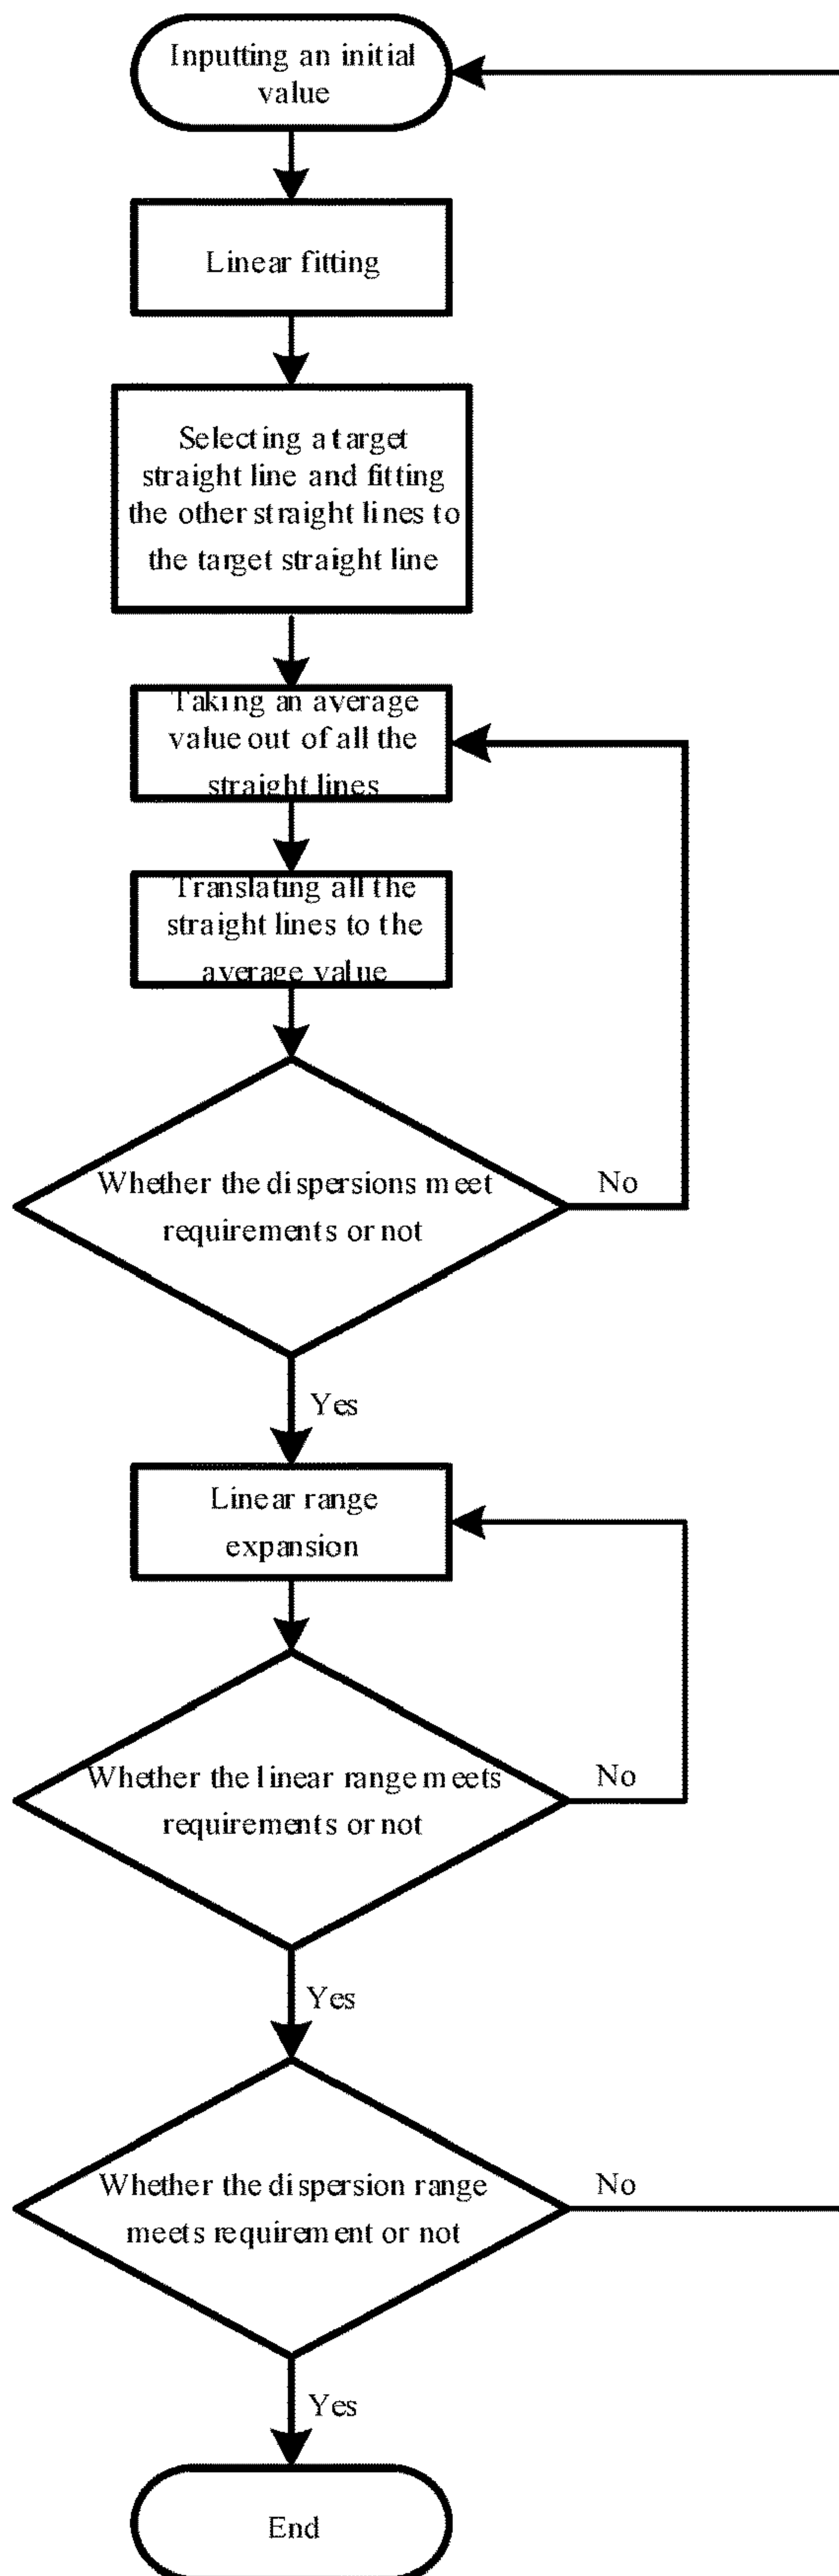 Inputting an initial
value
Linear fitting
Selecting a target
straight line and fitting
the other straight lines to
the target straight line
Taking an average
value out of all the
straight lines
Translating all the
straight lines to the
average value
Whether the dispersions meet
requirements or not
No
Yes
Linear range
expansion
Whether the linear range meets
requirements or not
No
Yes
Whether the dispersion range
meets requirement or not
No
Yes
End